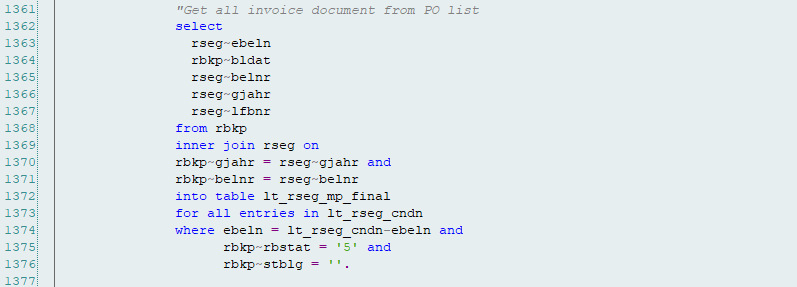 1361 "Get all invoice document from PO list
1362 select
1363 rseg~ebeln
1364 rbkp~bldat
1365 rseg~belnr
1366 rseg~gjahr
1367 rseg~lfbnr
1368 from rbkp
1369 inner join rseg on
1370 rbkp~gjahr = rseg~gjahr and
1371 rbkp~belnr = rseg~belnr
1372 into table lt_rseg_mp_final
1373 for all entries in lt_rseg_cndn
1374 where ebeln = lt_rseg_cndn-ebeln and
1375 rbkp~rbstat = '5' and
1376 rbkp~stblg = ''.
1377